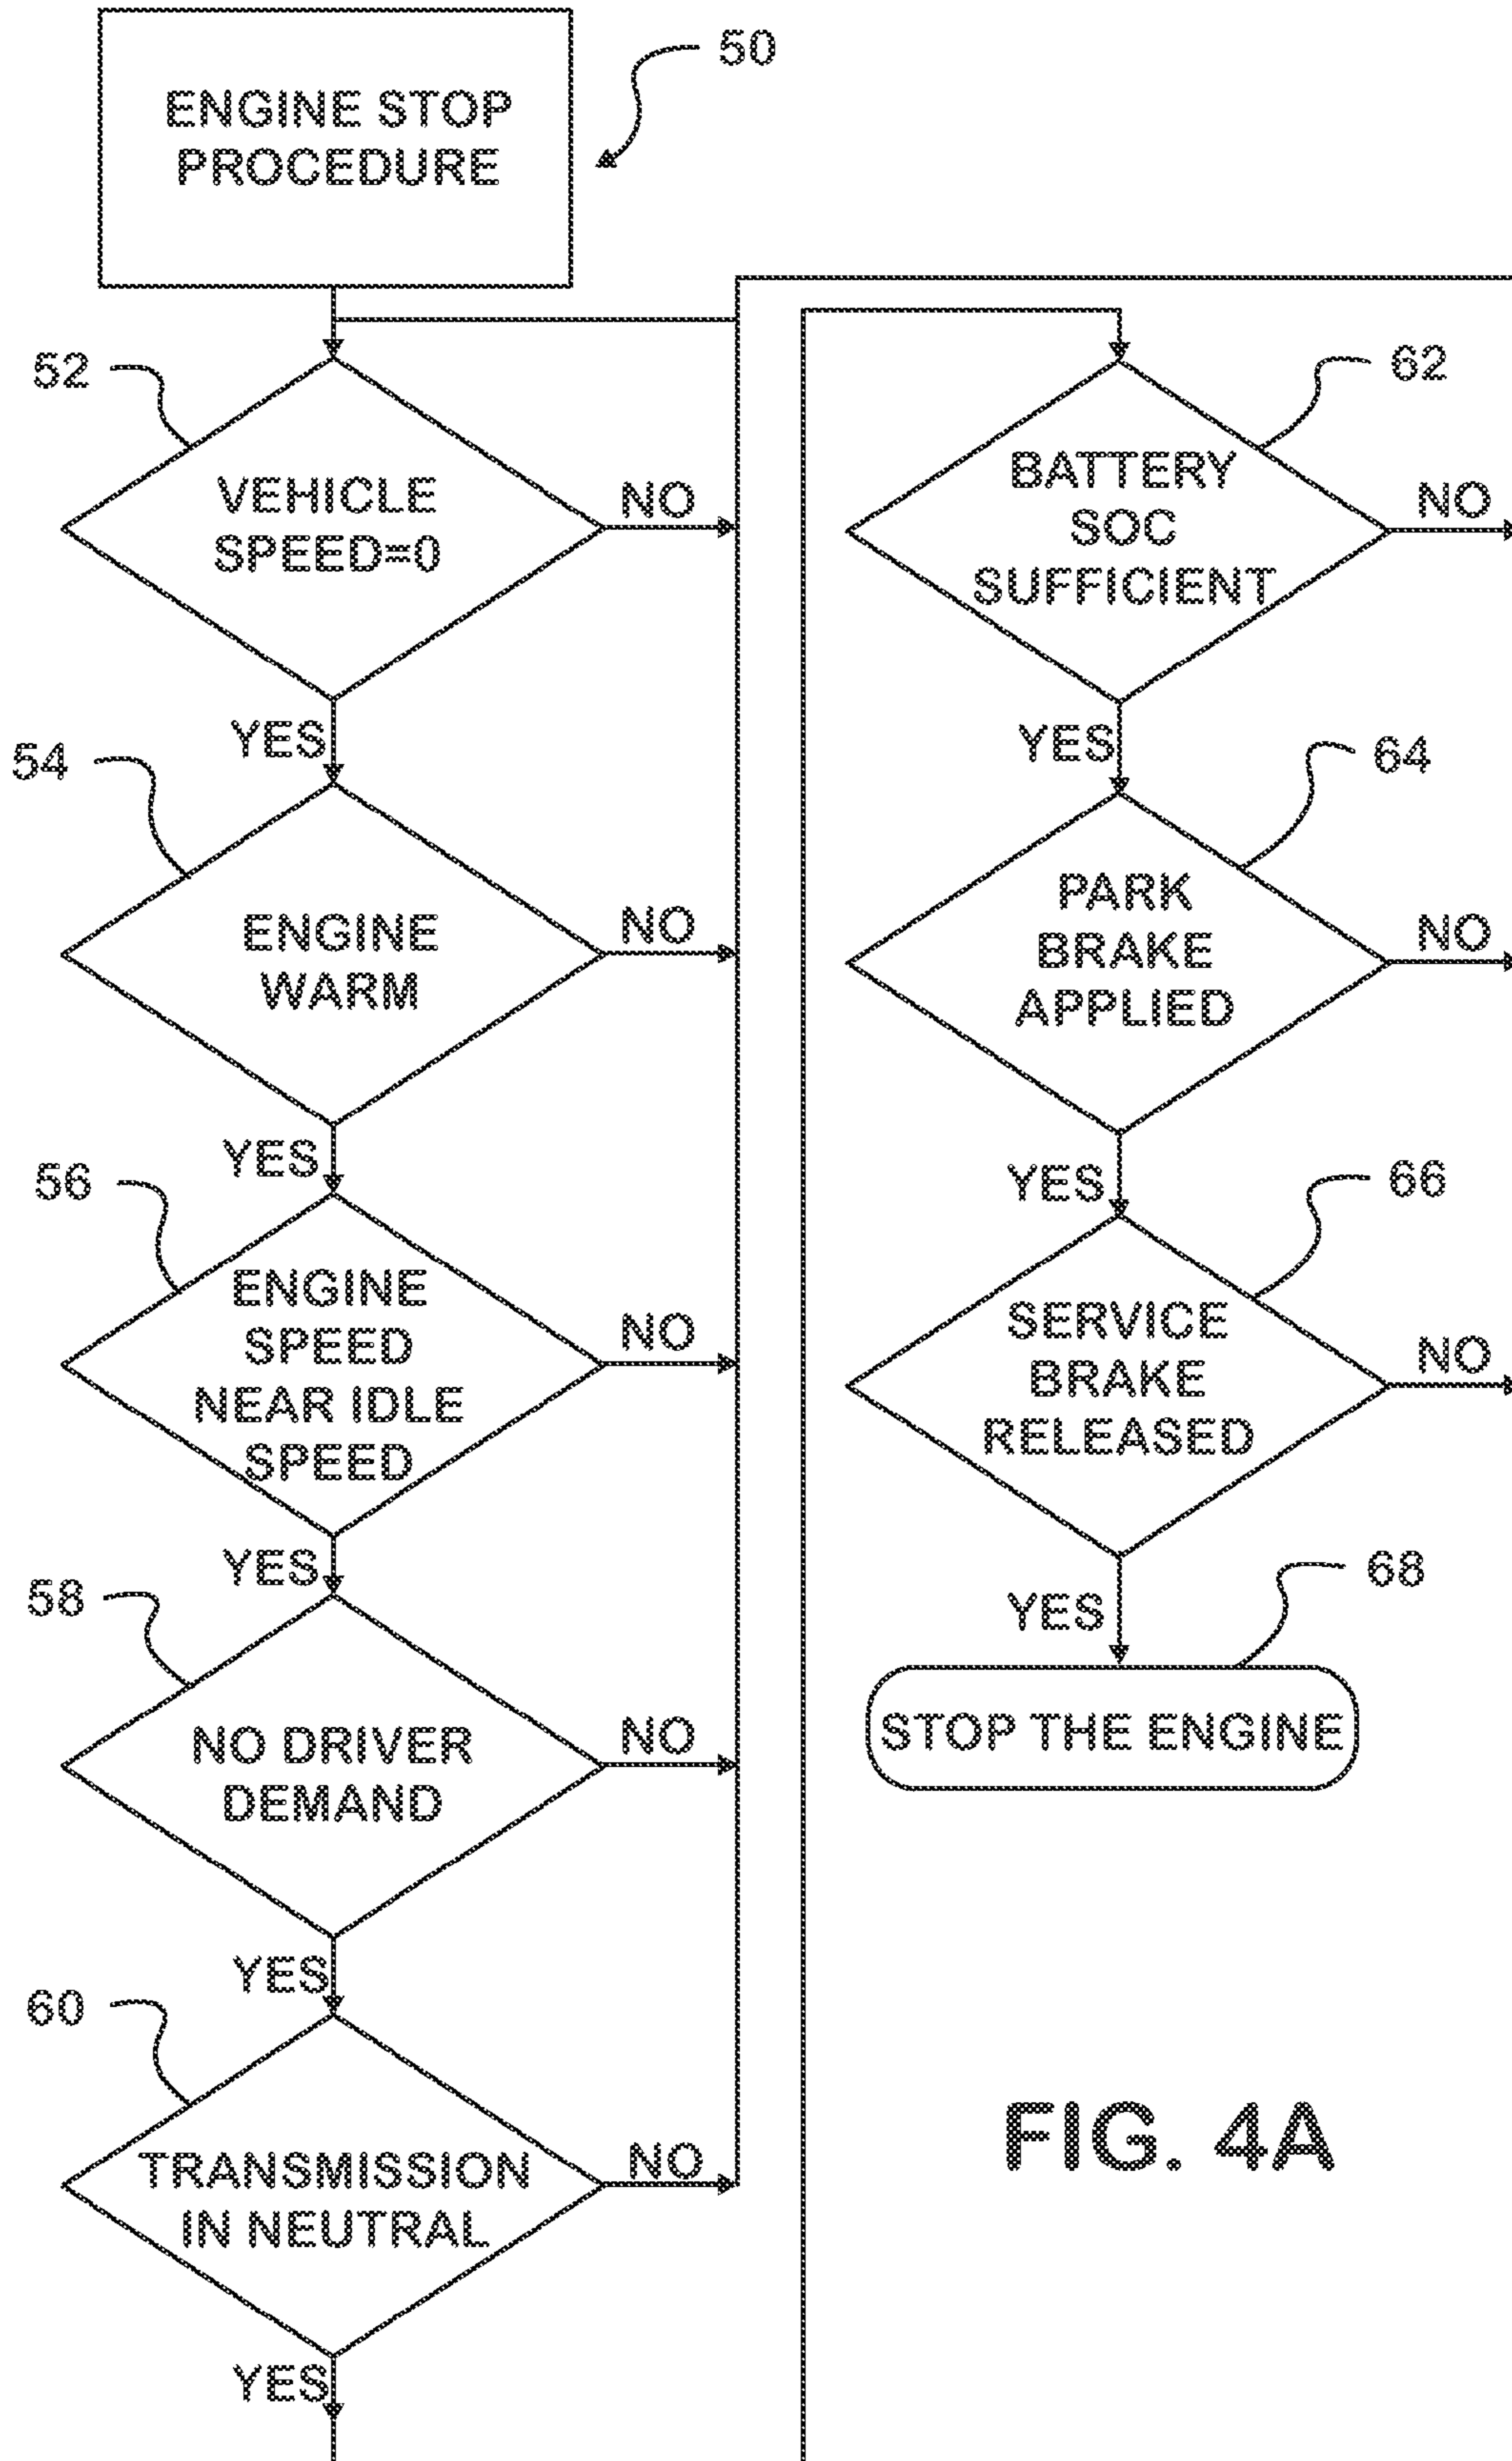 ENGINE STOP
PROCEDURE
50
52
VEHICLE
SPEED=0
NO
YES
54
ENGINE
WARM
NO
YES
56
ENGINE
SPEED
NEAR IDLE
SPEED
NO
YES
58
NO DRIVER
DEMAND
NO
YES
60
TRANSMISSION
IN NEUTRAL
NO
YES
62
BATTERY
SOC
SUFFICIENT
NO
YES
64
PARK
BRAKE
APPLIED
NO
YES
66
SERVICE
BRAKE
RELEASED
NO
YES
68
STOP THE ENGINE
FIG. 4A